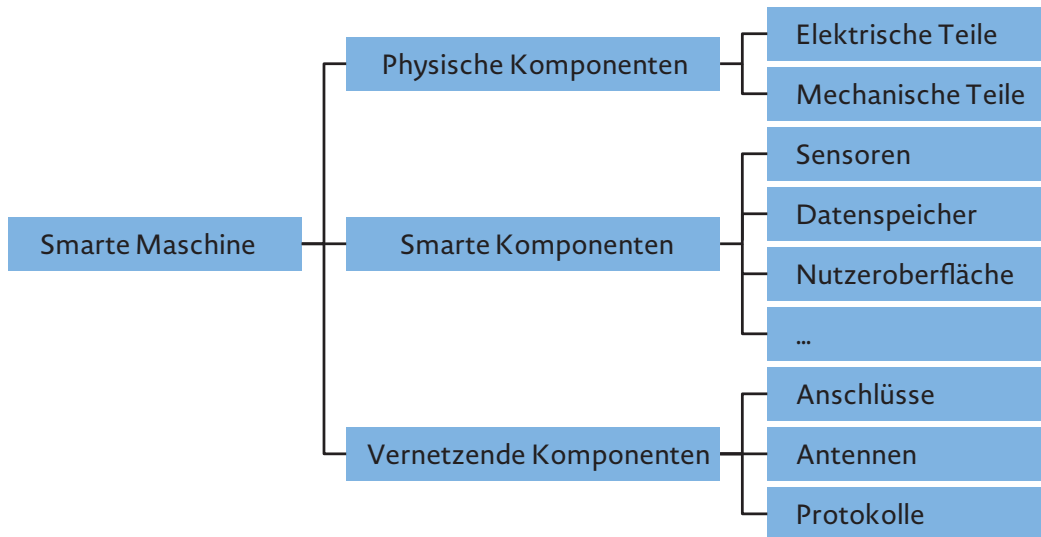 Smarte Maschine
Physische Komponenten
Elektrische Teile
Mechanische Teile
Smarte Komponenten
Sensoren
Datenspeicher
Nutzeroberfläche
...
Vernetzende Komponenten
Anschlüsse
Antennen
Protokolle